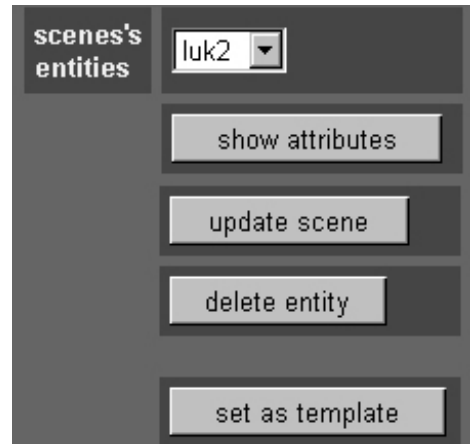 scenes's
entities
luk2
show attributes
update scene
delete entity
set as template